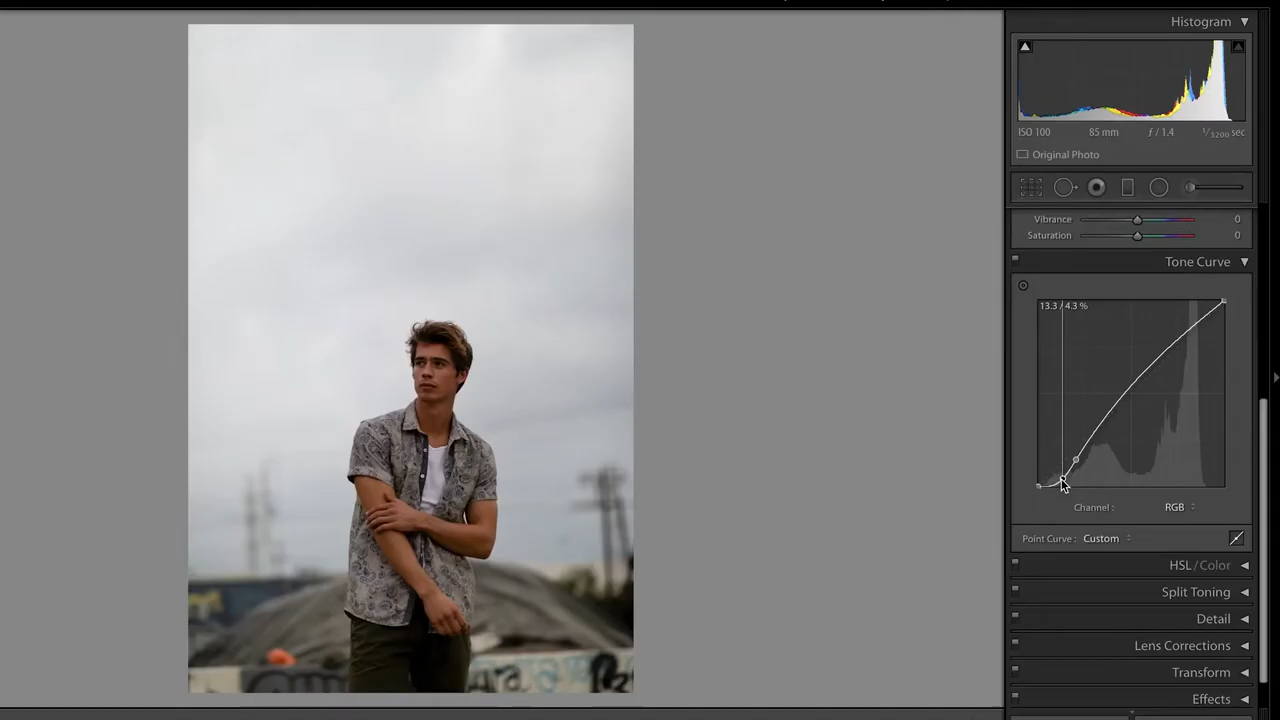 Histogram
ISO 100 85 mm ƒ / 1.4 1/3200 sec
Original Photo
Vibrance 0
Saturation 0
Tone Curve
13.3 / 4.3 %
Channel : RGB
Point Curve : Custom
HSL / Color
Split Toning
Detail
Lens Corrections
Transform
Effects